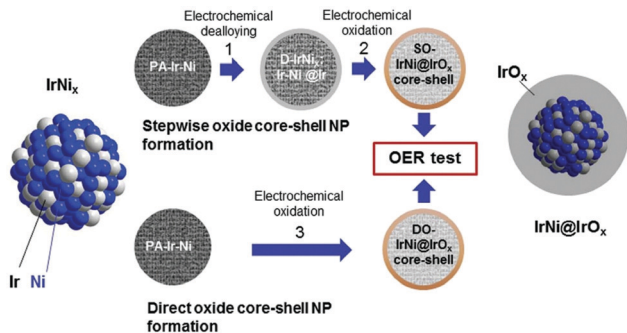 IrNiₓ
Ir Ni
Electrochemical
dealloying
1
Electrochemical
oxidation
2
PA-Ir-Ni
D-IrNiₓ:
Ir-Ni @Ir
SO-
IrNi@IrOₓ
core-shell
Stepwise oxide core-shell NP
formation
OER test
Electrochemical
oxidation
3
PA-Ir-Ni
DO-
IrNi@IrOₓ
core-shell
Direct oxide core-shell NP
formation
IrOₓ
IrNi@IrOₓ